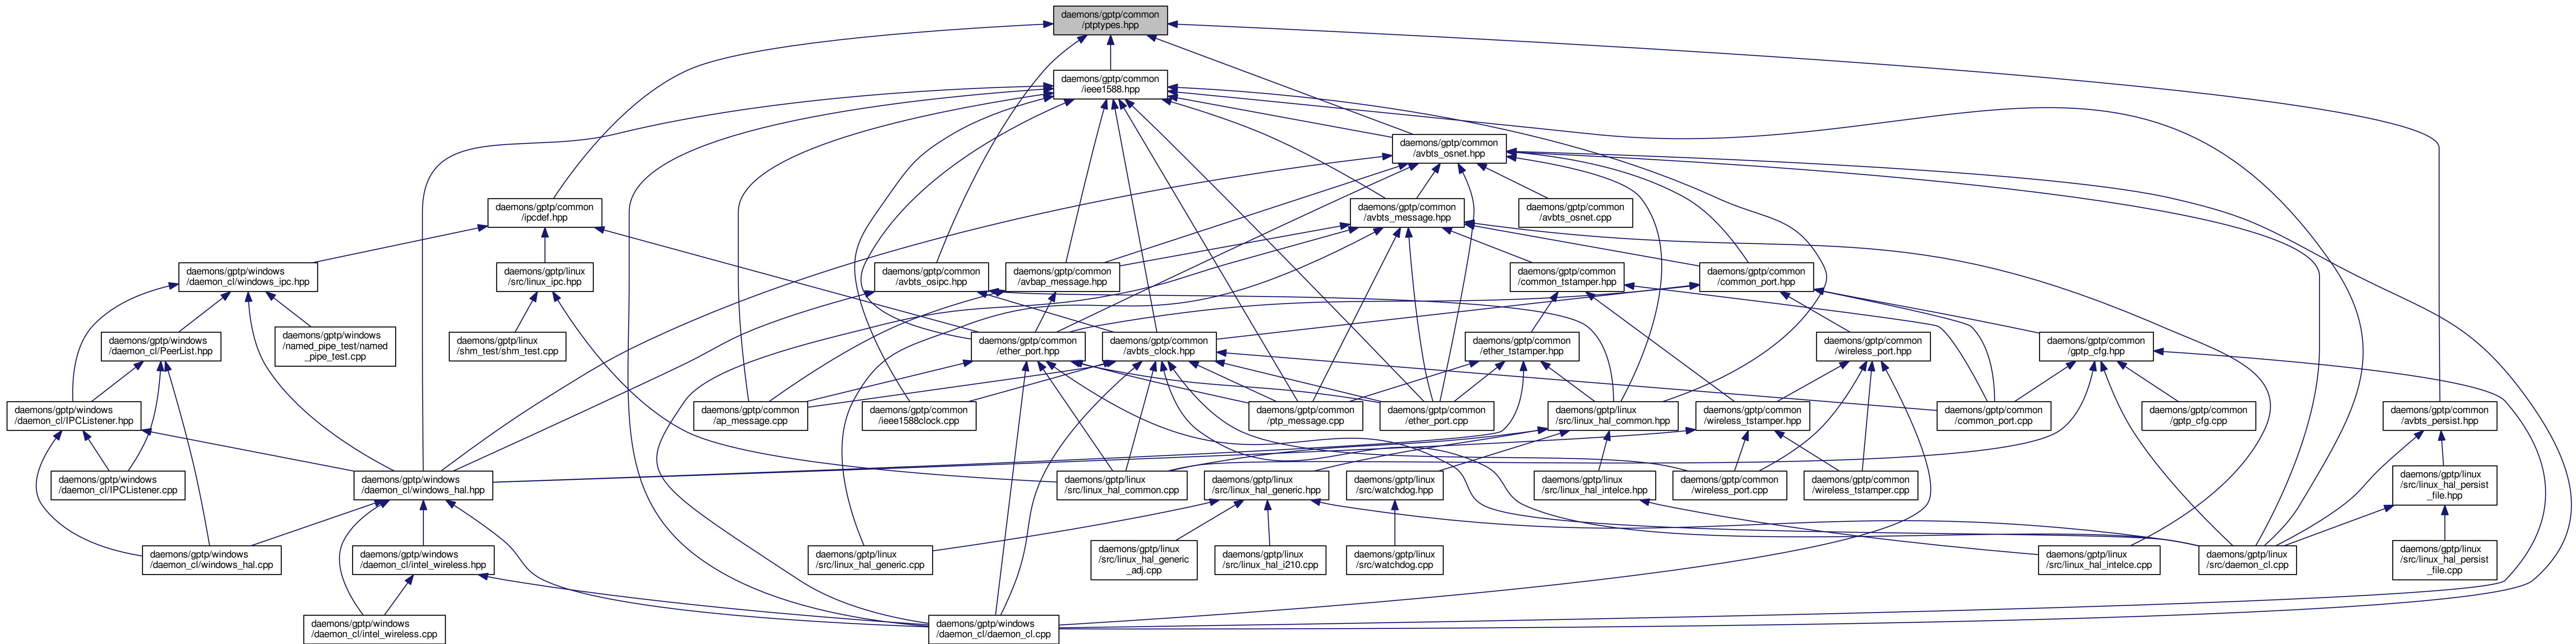 daemons/gptp/common
/ptptypes.hpp
daemons/gptp/common
/ieee1588.hpp
daemons/gptp/common
/avbts_osnet.hpp
daemons/gptp/common
/ipcdef.hpp
daemons/gptp/common
/avbts_message.hpp
daemons/gptp/common
/avbts_osnet.cpp
daemons/gptp/windows
/daemon_cl/windows_ipc.hpp
daemons/gptp/linux
/src/linux_ipc.hpp
daemons/gptp/common
/avbts_osipc.hpp
daemons/gptp/common
/avbap_message.hpp
daemons/gptp/common
/common_tstamper.hpp
daemons/gptp/common
/common_port.hpp
daemons/gptp/windows
/daemon_cl/PeerList.hpp
daemons/gptp/windows
/named_pipe_test/named
_pipe_test.cpp
daemons/gptp/linux
/shm_test/shm_test.cpp
daemons/gptp/common
/ether_port.hpp
daemons/gptp/common
/avbts_clock.hpp
daemons/gptp/common
/ether_tstamper.hpp
daemons/gptp/common
/wireless_port.hpp
daemons/gptp/common
/gptp_cfg.hpp
daemons/gptp/windows
/daemon_cl/IPCListener.hpp
daemons/gptp/common
/ap_message.cpp
daemons/gptp/common
/ieee1588clock.cpp
daemons/gptp/common
/ptp_message.cpp
daemons/gptp/common
/ether_port.cpp
daemons/gptp/linux
/src/linux_hal_common.hpp
daemons/gptp/common
/wireless_tstamper.hpp
daemons/gptp/common
/common_port.cpp
daemons/gptp/common
/gptp_cfg.cpp
daemons/gptp/common
/avbts_persist.hpp
daemons/gptp/windows
/daemon_cl/IPCListener.cpp
daemons/gptp/windows
/daemon_cl/windows_hal.hpp
daemons/gptp/linux
/src/linux_hal_common.cpp
daemons/gptp/linux
/src/linux_hal_generic.hpp
daemons/gptp/linux
/src/watchdog.hpp
daemons/gptp/linux
/src/linux_hal_intelce.hpp
daemons/gptp/common
/wireless_port.cpp
daemons/gptp/common
/wireless_tstamper.cpp
daemons/gptp/linux
/src/linux_hal_persist
_file.hpp
daemons/gptp/windows
/daemon_cl/windows_hal.cpp
daemons/gptp/windows
/daemon_cl/intel_wireless.hpp
daemons/gptp/linux
/src/linux_hal_generic.cpp
daemons/gptp/linux
/src/linux_hal_generic
_adj.cpp
daemons/gptp/linux
/src/linux_hal_i210.cpp
daemons/gptp/linux
/src/watchdog.cpp
daemons/gptp/linux
/src/linux_hal_intelce.cpp
daemons/gptp/linux
/src/daemon_cl.cpp
daemons/gptp/linux
/src/linux_hal_persist
_file.cpp
daemons/gptp/windows
/daemon_cl/intel_wireless.cpp
daemons/gptp/windows
/daemon_cl/daemon_cl.cpp